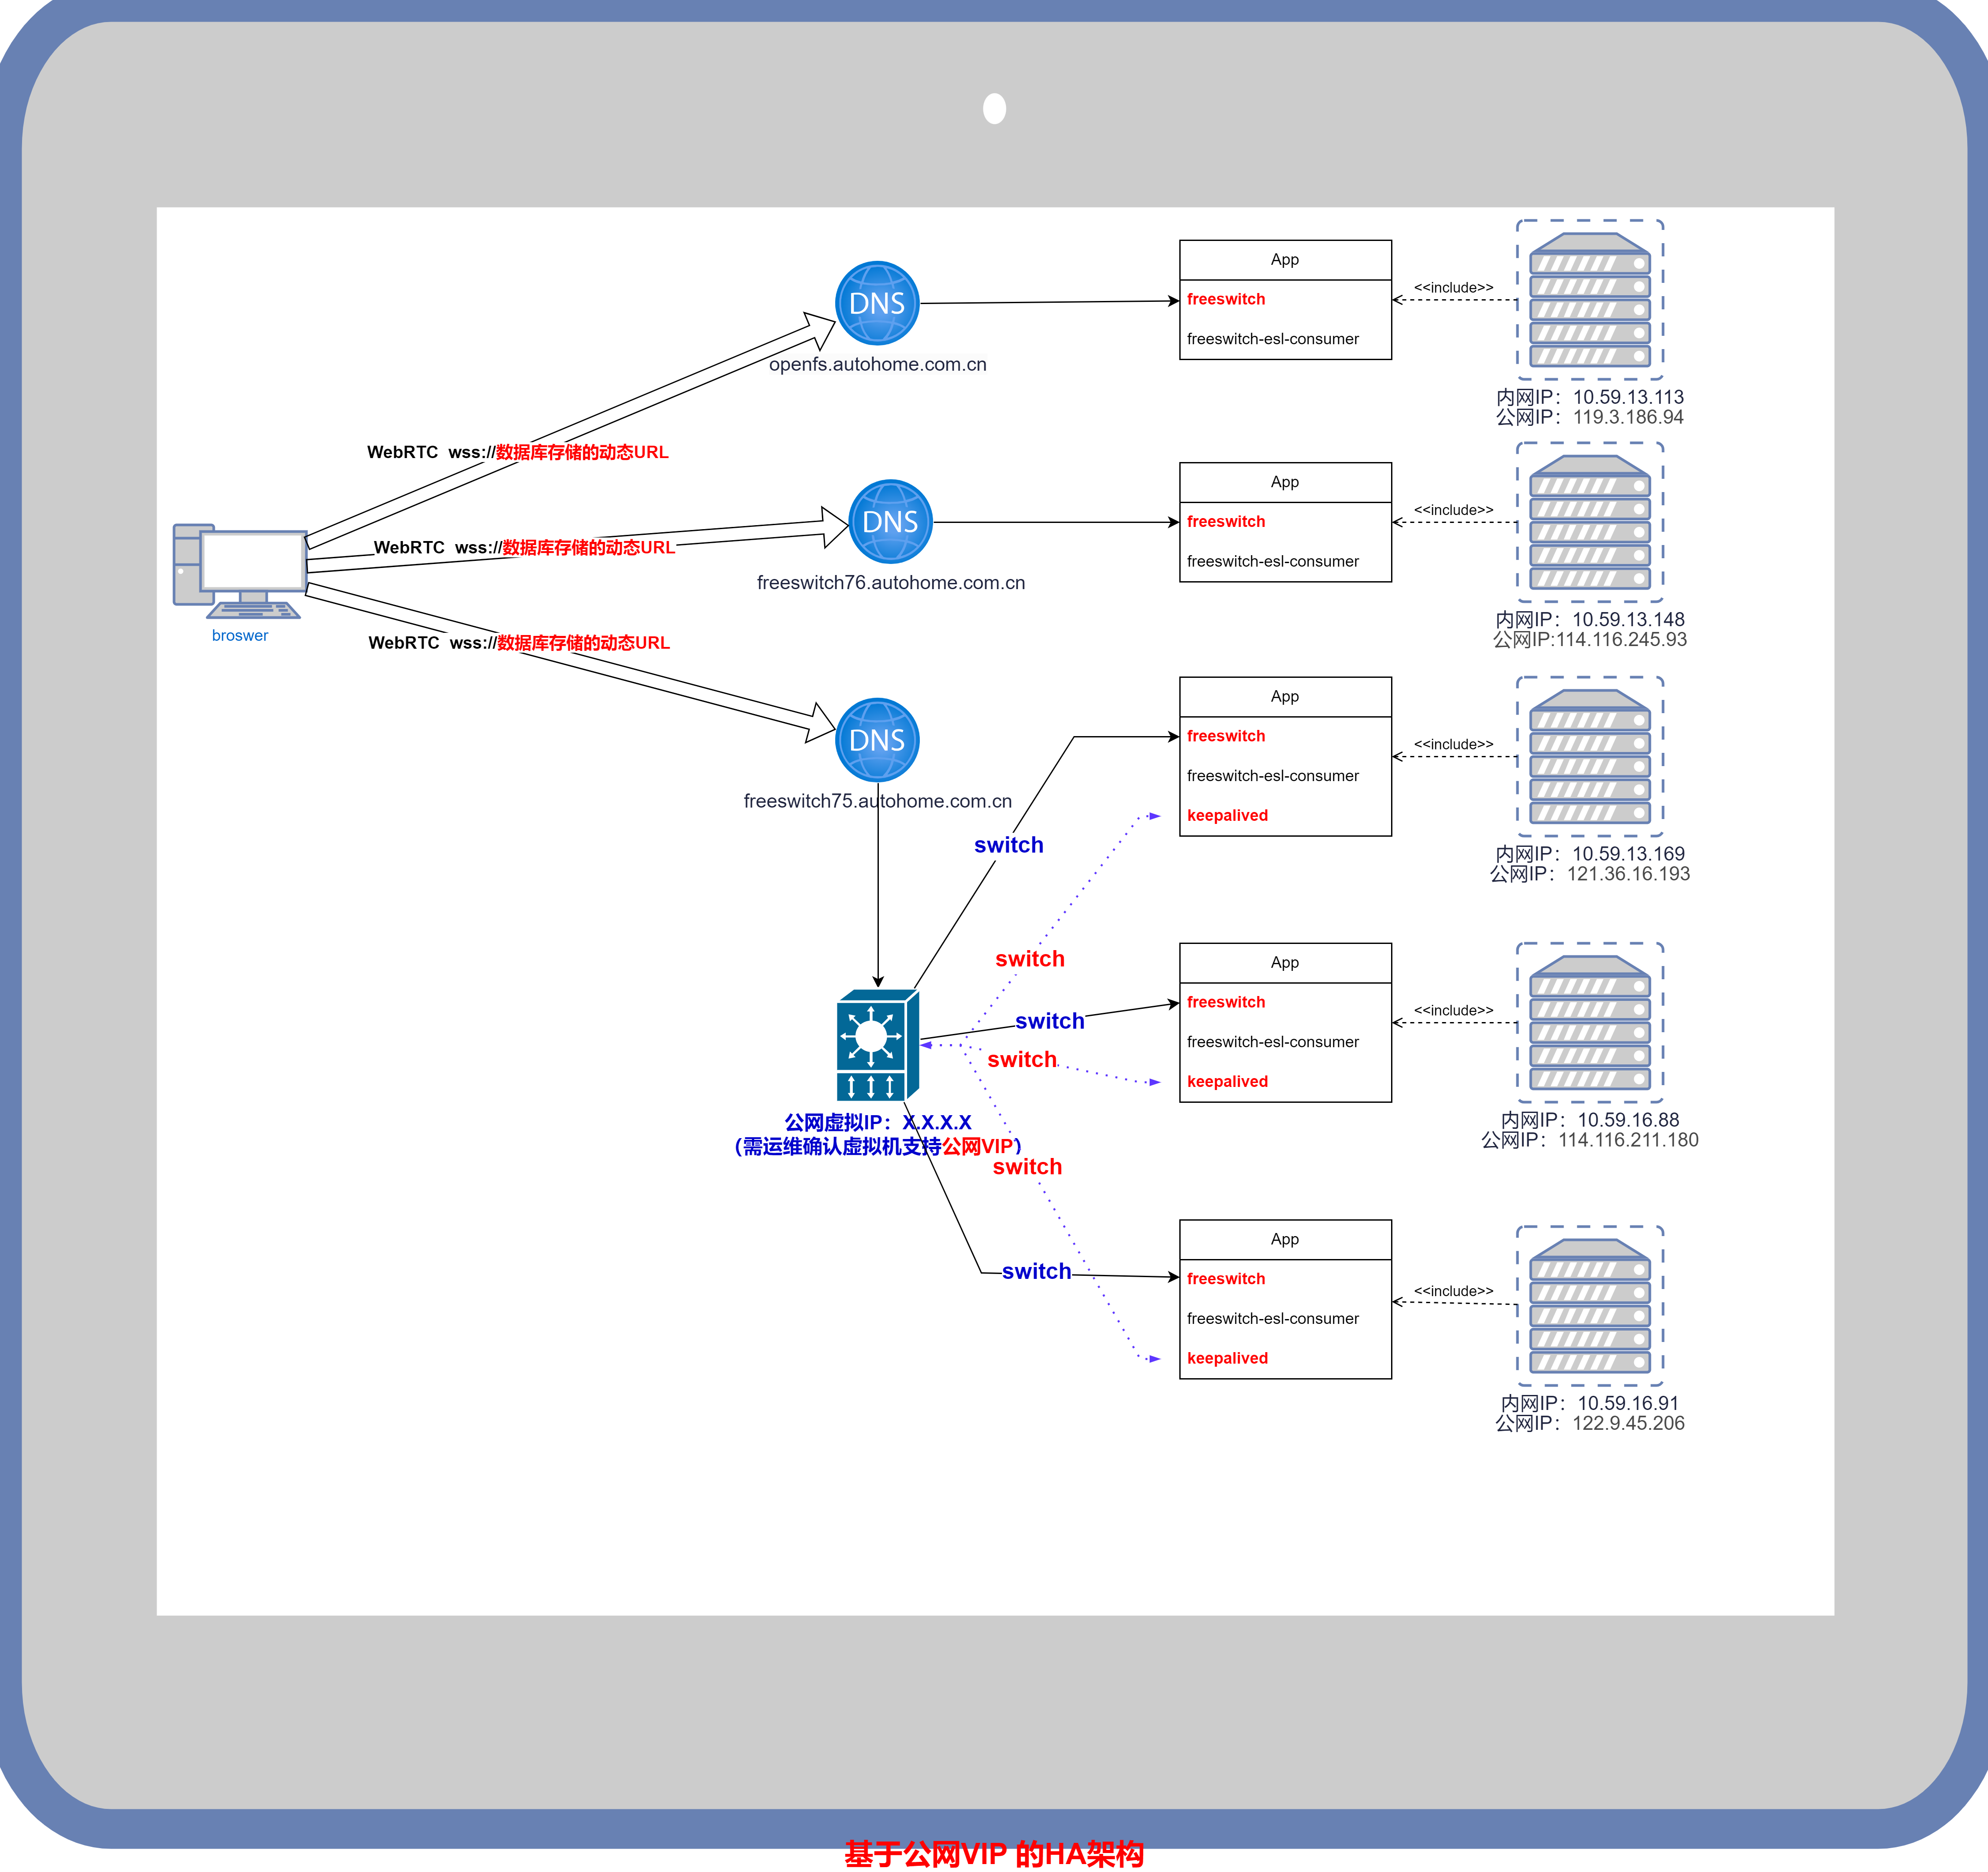 DNS
openfs.autohome.com.cn
App
freeswitch
freeswitch-esl-consumer
<<include>>
内网IP：10.59.13.113
公网IP：119.3.186.94
WebRTC wss://数据库存储的动态URL
DNS
freeswitch76.autohome.com.cn
App
freeswitch
freeswitch-esl-consumer
<<include>>
内网IP：10.59.13.148
公网IP:114.116.245.93
WebRTC wss://数据库存储的动态URL
broswer
WebRTC wss://数据库存储的动态URL
DNS
freeswitch75.autohome.com.cn
App
freeswitch
freeswitch-esl-consumer
keepalived
<<include>>
内网IP：10.59.13.169
公网IP：121.36.16.193
switch
switch
switch
switch
App
freeswitch
freeswitch-esl-consumer
keepalived
<<include>>
内网IP：10.59.16.88
公网IP：114.116.211.180
公网虚拟IP：X.X.X.X
(需运维确认虚拟机支持公网VIP)
switch
switch
App
freeswitch
freeswitch-esl-consumer
keepalived
<<include>>
内网IP：10.59.16.91
公网IP：122.9.45.206
基于公网VIP 的HA架构